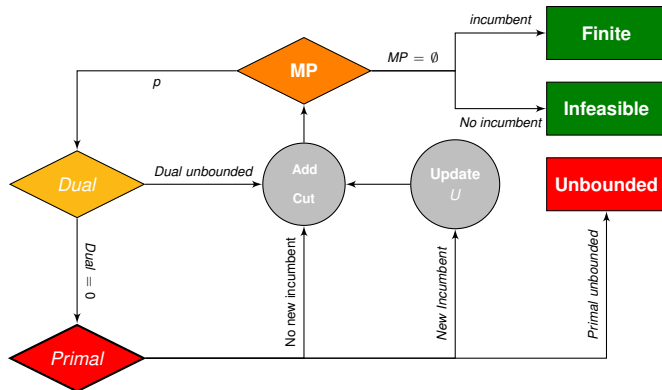 incumbent
Finite
MP
MP = ∅
p
No incumbent
Infeasible
Dual
Dual unbounded
Add
Cut
Update
U
Unbounded
Dual = 0
No new incumbent
New Incumbent
Primal unbounded
Primal